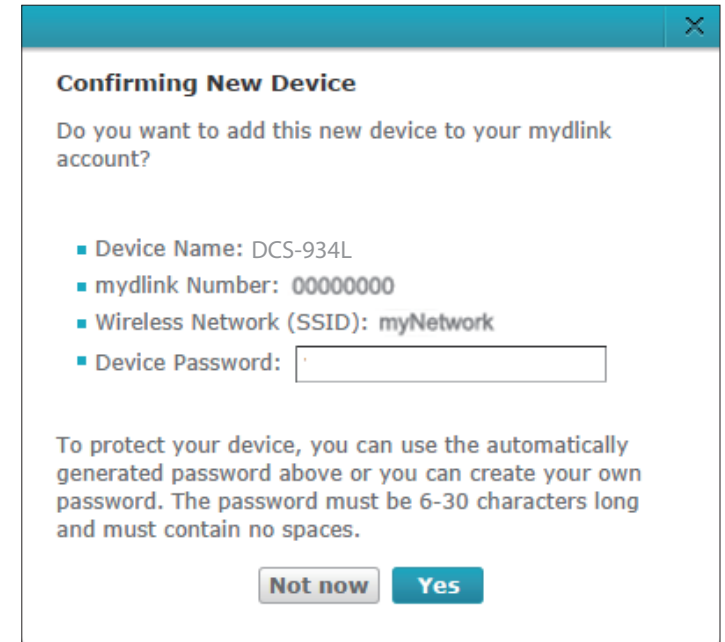 Confirming New Device
Do you want to add this new device to your mydlink
account?
Device Name: DCS-934L
mydlink Number: 00000000
Wireless Network (SSID): myNetwork
Device Password:
To protect your device, you can use the automatically
generated password above or you can create your own
password. The password must be 6-30 characters long
and must contain no spaces.
Not now Yes